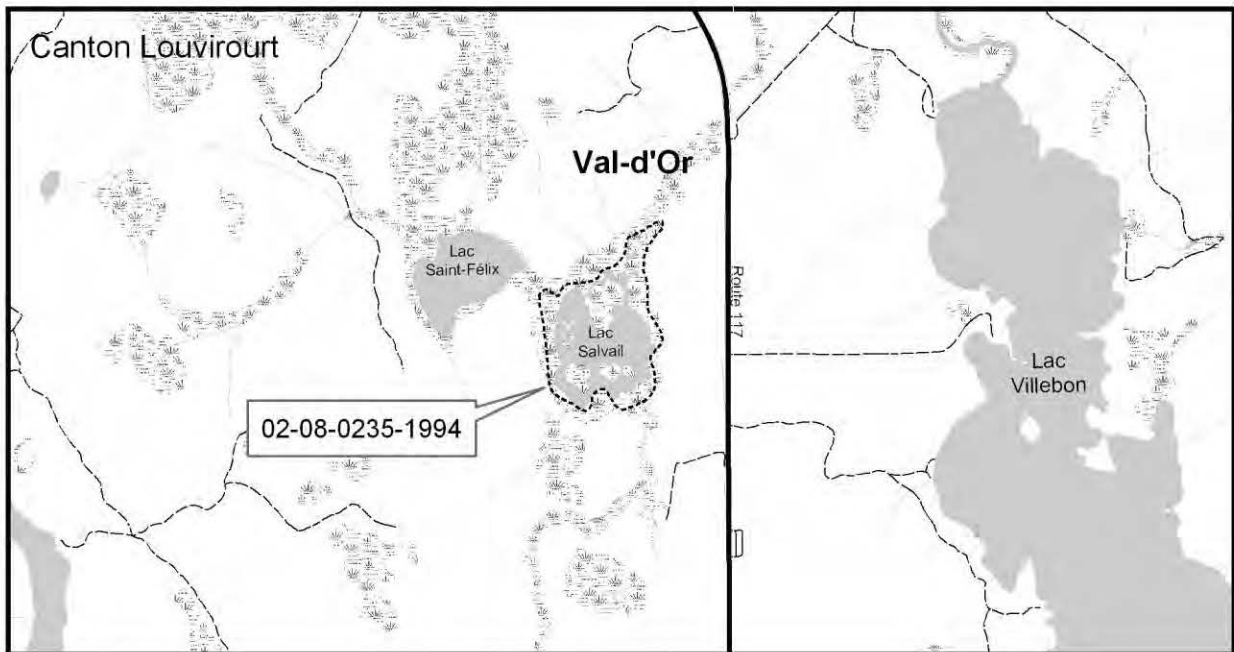 Canton Louvirourt
Val-d'Or
Lac
Saint-Félix
Route 117
Lac
Salvail
Lac
Villebon
02-08-0235-1994